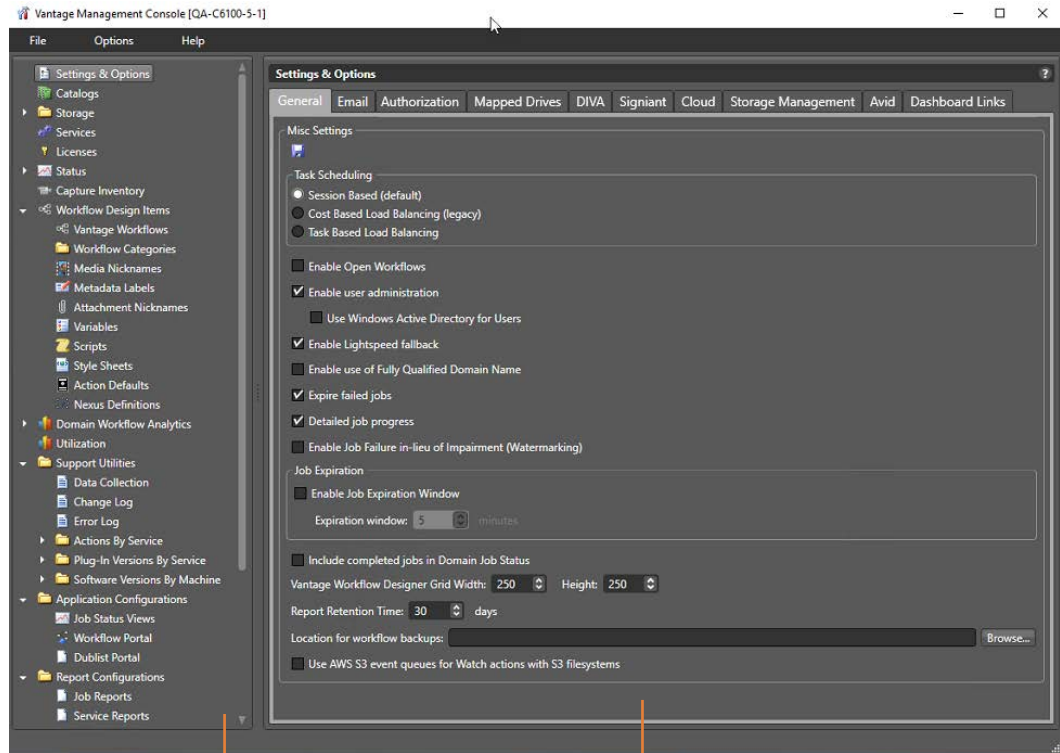 Vantage Management Console [QA-C6100-5-1]
File Options Help
Settings & Options
Catalogs
Storage
Services
Licenses
Status
Capture Inventory
Workflow Design Items
Vantage Workflows
Workflow Categories
Media Nicknames
Metadata Labels
Attachment Nicknames
Variables
Scripts
Style Sheets
Action Defaults
Nexus Definitions
Domain Workflow Analytics
Utilization
Support Utilities
Data Collection
Change Log
Error Log
Actions By Service
Plug-In Versions By Service
Software Versions By Machine
Application Configurations
Job Status Views
Workflow Portal
Dublist Portal
Report Configurations
Job Reports
Service Reports
Settings & Options ?
General Email Authorization Mapped Drives DIVA Signiant Cloud Storage Management Avid Dashboard Links
Misc Settings
Task Scheduling
Session Based (default)
Cost Based Load Balancing (legacy)
Task Based Load Balancing
Enable Open Workflows
Enable user administration
Use Windows Active Directory for Users
Enable Lightspeed fallback
Enable use of Fully Qualified Domain Name
Expire failed jobs
Detailed job progress
Enable Job Failure in-lieu of Impairment (Watermarking)
Job Expiration
Enable Job Expiration Window
Expiration window: 5 minutes
Include completed jobs in Domain Job Status
Vantage Workflow Designer Grid Width: 250 Height: 250
Report Retention Time: 30 days
Location for workflow backups: Browse...
Use AWS S3 event queues for Watch actions with S3 filesystems